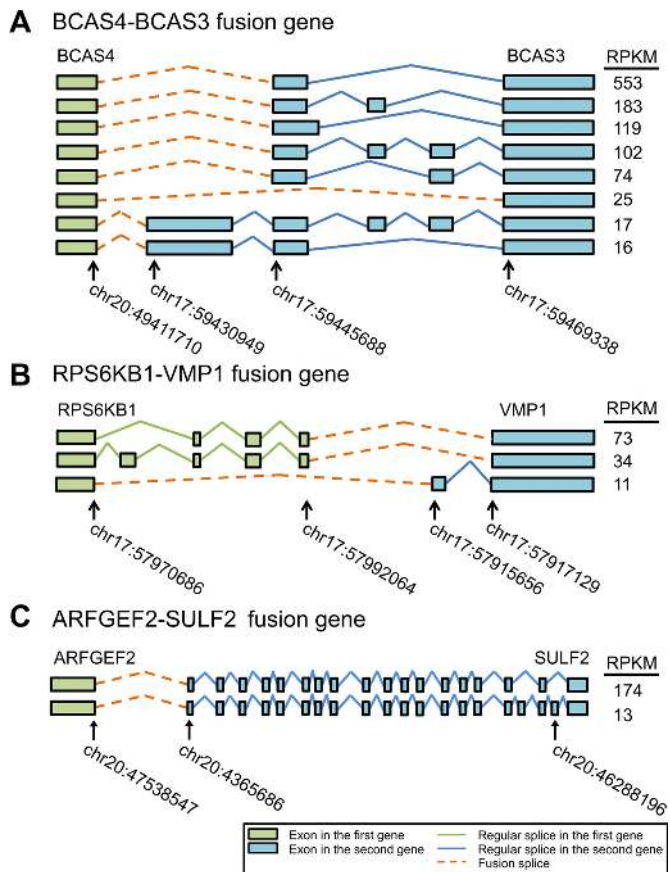 A BCAS4-BCAS3 fusion gene
BCAS4 BCAS3 RPKM
553
183
119
102
74
25
17
16
chr20:49411710
chr17:59430949
chr17:59445688
chr17:59469338
B RPS6KB1-VMP1 fusion gene
RPS6KB1 VMP1 RPKM
73
34
11
chr17:57970686
chr17:57992064
chr17:57915656
chr17:57917129
C ARFGEF2-SULF2 fusion gene
ARFGEF2 SULF2 RPKM
174
13
chr20:47538547
chr20:4365686
chr20:46288196
Exon in the first gene Regular splice in the first gene
Exon in the second gene Regular splice in the second gene
Fusion splice